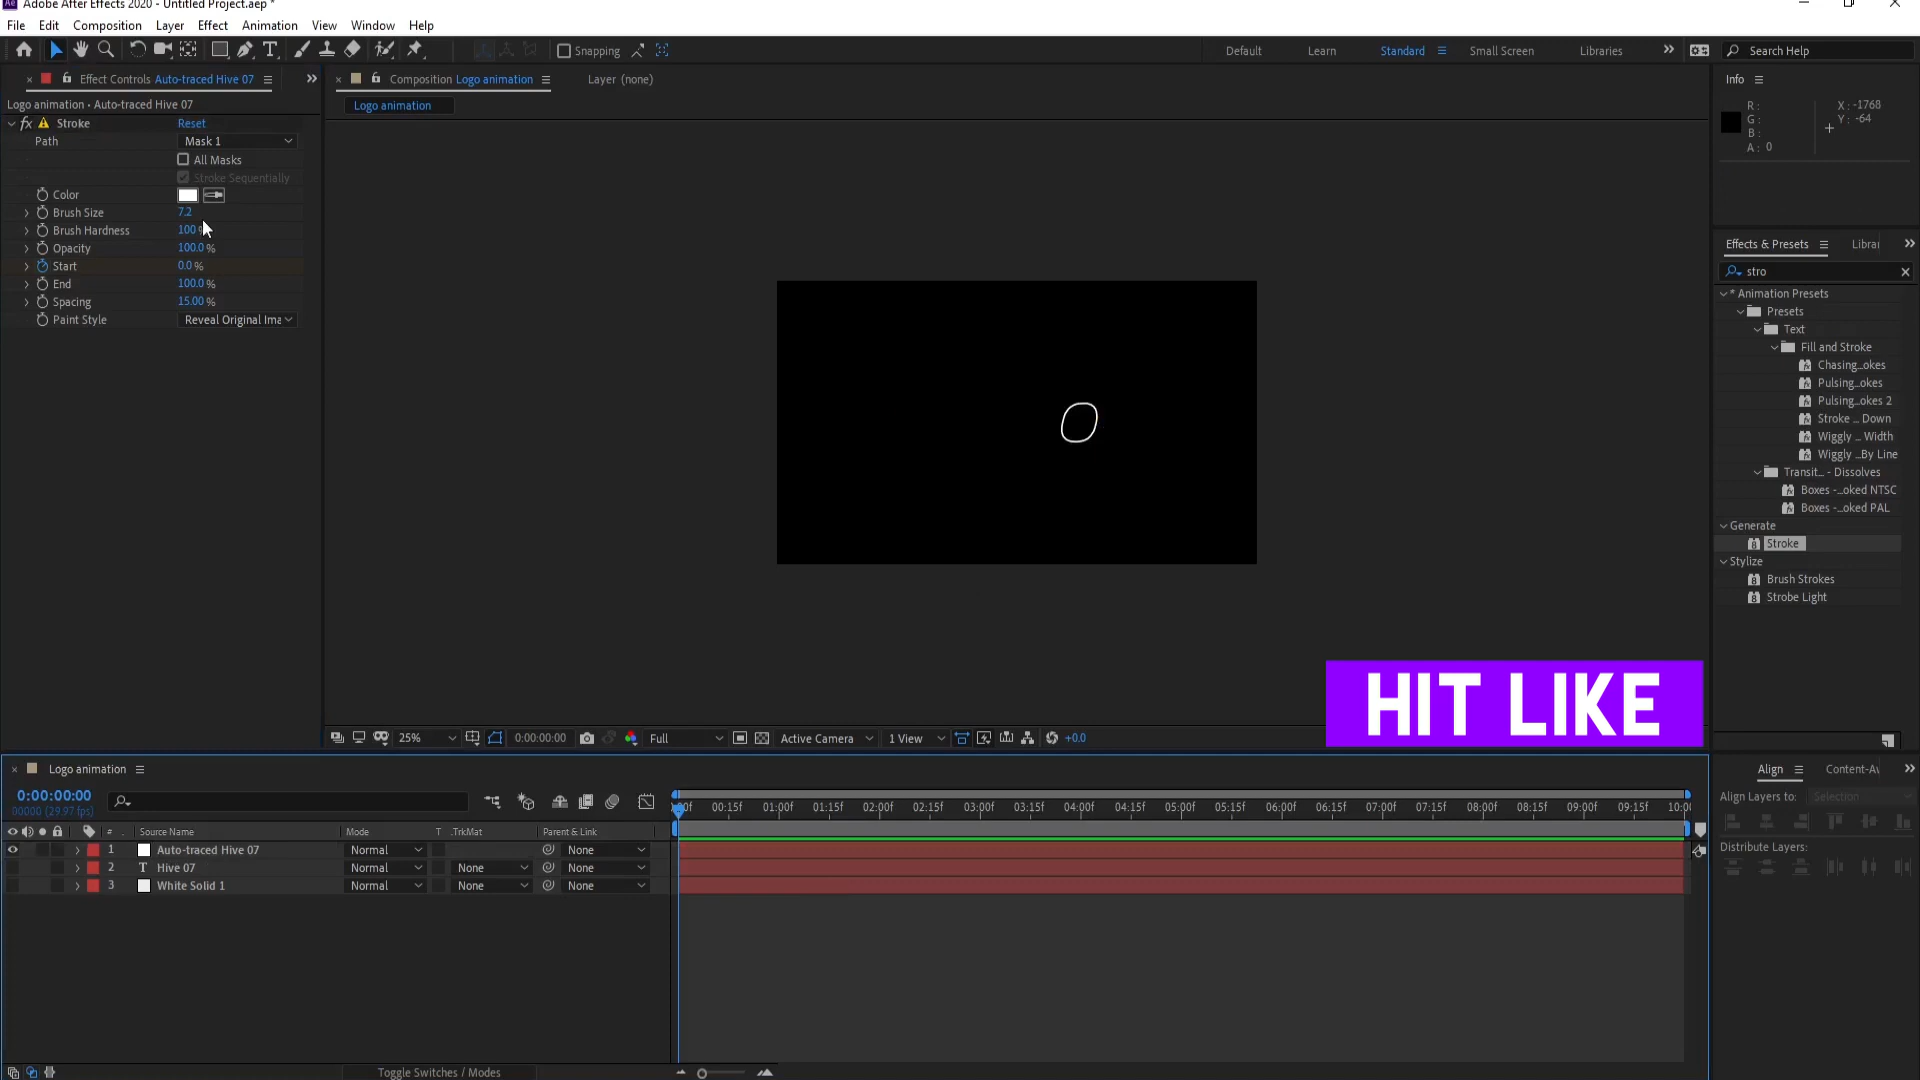 Adobe After Effects 2020 - Untitled Project.aep *
File Edit Composition Layer Effect Animation View Window Help
Snapping
Default Learn Standard Small Screen Libraries Search Help
Effect Controls Auto-traced Hive 07
Logo animation • Auto-traced Hive 07
fx Stroke Reset
Path Mask 1
All Masks
Stroke Sequentially
Color
Brush Size 7.2
Brush Hardness 100
Opacity 100.0 %
Start 0.0 %
End 100.0 %
Spacing 15.00 %
Paint Style Reveal Original Ima
Composition Logo animation
Layer (none)
Logo animation
Info
R :
G :
B :
A : 0
X : -1768
Y : -64
Effects & Presets Librai
stro
* Animation Presets
Presets
Text
Fill and Stroke
Chasing...okes
Pulsing...okes
Pulsing...okes 2
Stroke ... Down
Wiggly ... Width
Wiggly ...By Line
Transit... - Dissolves
Boxes -...oked NTSC
Boxes -...oked PAL
Generate
Stroke
Stylize
Brush Strokes
Strobe Light
HIT LIKE
25% 0:00:00:00 Full Active Camera 1 View +0.0
Logo animation
0:00:00:00
00000 (29.97 fps)
:00f 00:15f 01:00f 01:15f 02:00f 02:15f 03:00f 03:15f 04:00f 04:15f 05:00f 05:15f 06:00f 06:15f 07:00f 07:15f 08:00f 08:15f 09:00f 09:15f 10:00
# Source Name Mode T .TrkMat Parent & Link
1 Auto-traced Hive 07 Normal None
2 T Hive 07 Normal None None
3 White Solid 1 Normal None None
Toggle Switches / Modes
Align Content-Aw
Align Layers to: Selection
Distribute Layers: